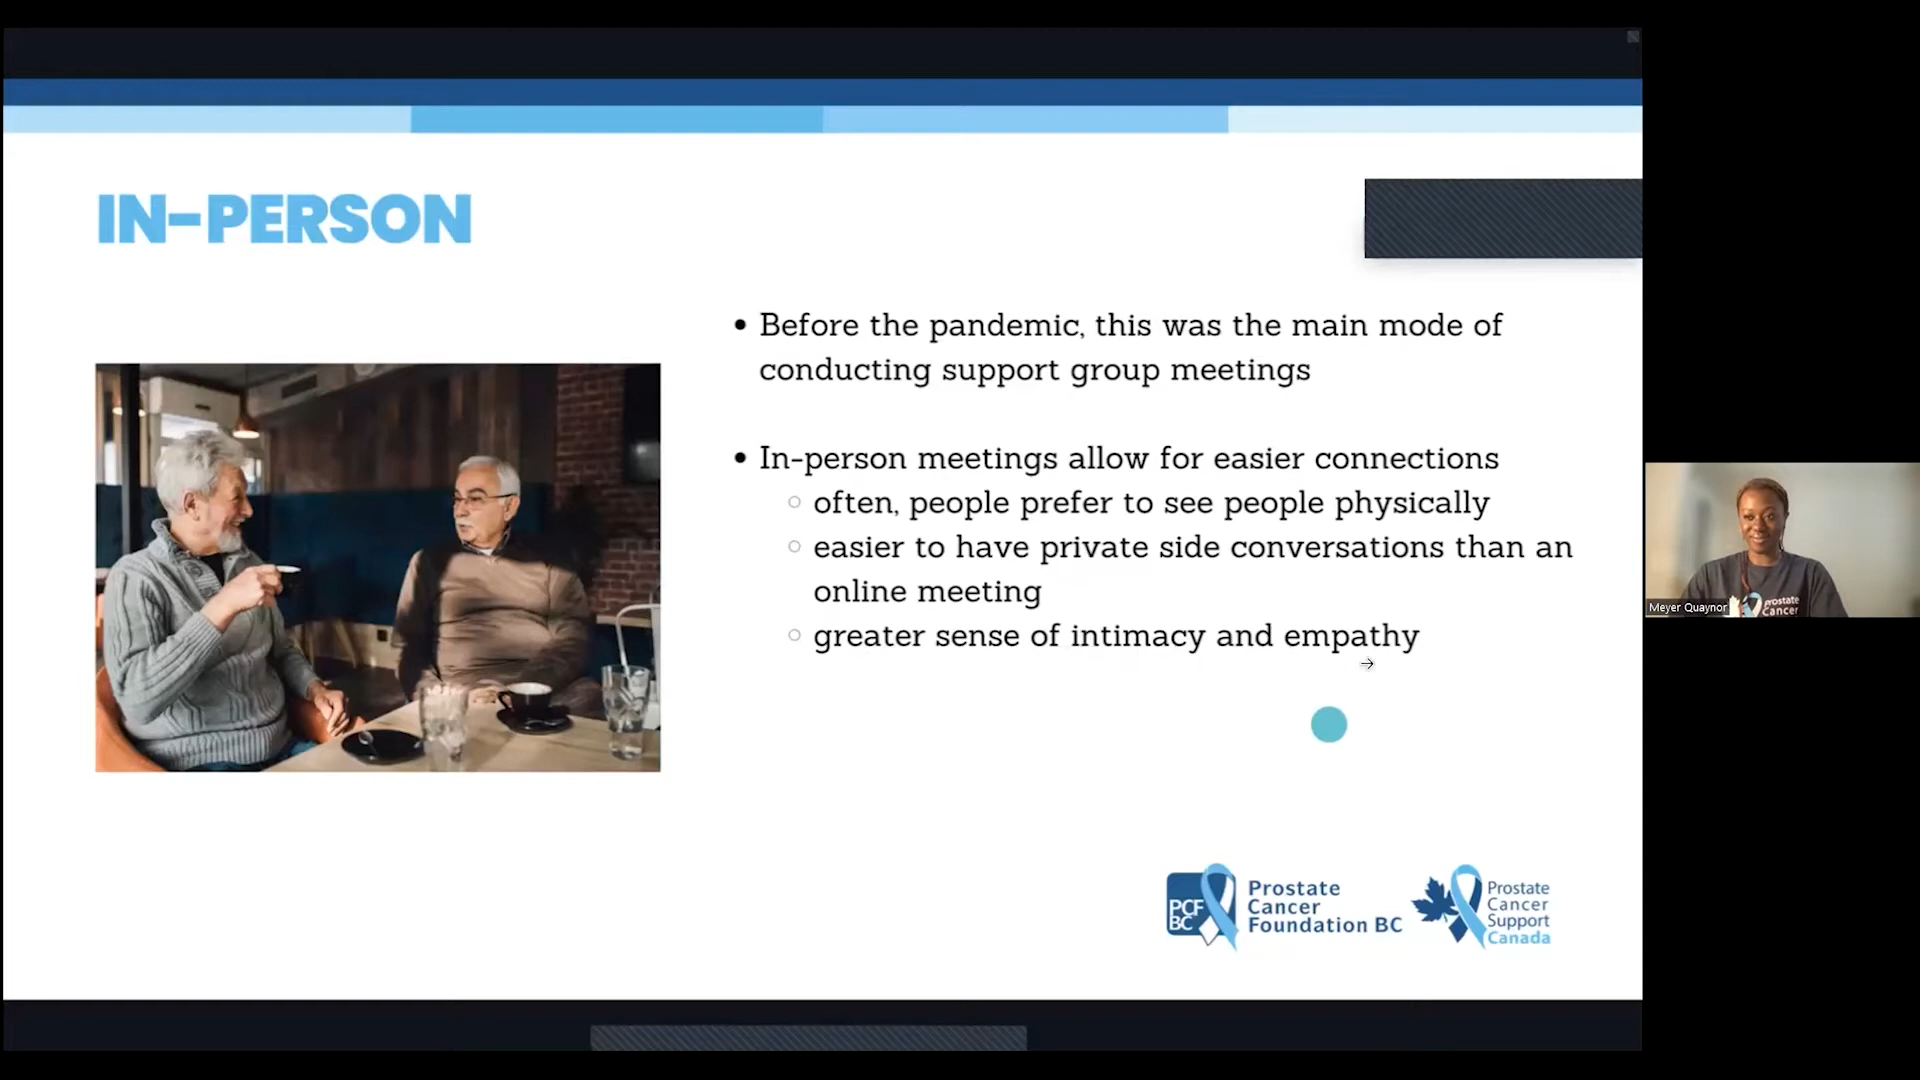 IN-PERSON
• Before the pandemic, this was the main mode of
conducting support group meetings
• In-person meetings allow for easier connections
○ often, people prefer to see people physically
○ easier to have private side conversations than an
online meeting
○ greater sense of intimacy and empathy
PCF
BC
Prostate
Cancer
Foundation BC
Prostate
Cancer
Support
Canada
Meyer Quaynor
Prostate
Cancer